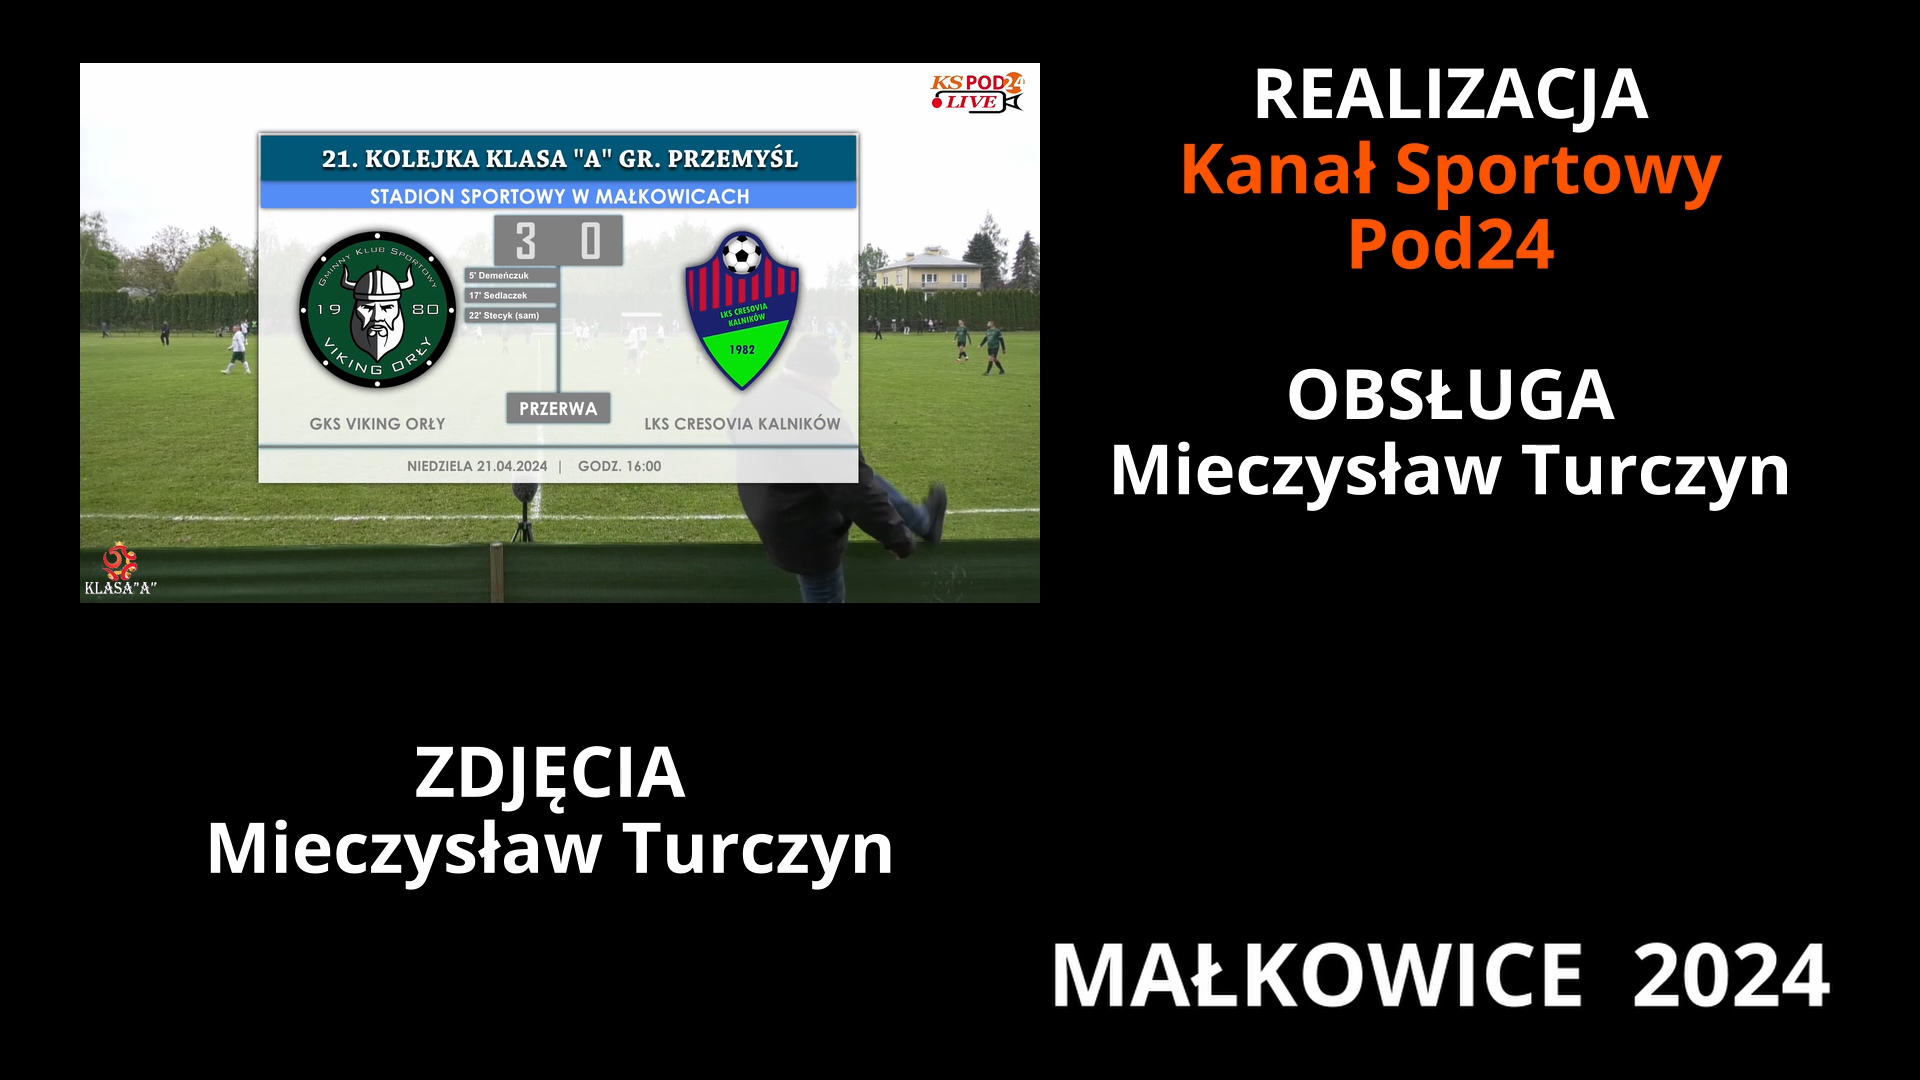 KS POD24
LIVE
21. KOLEJKA KLASA "A" GR. PRZEMYŚL
STADION SPORTOWY W MAŁKOWICACH
3 0
5' Demeńczuk
17' Sedlaczek
22' Stecyk (sam)
GMINNY KLUB SPORTOWY
19 80
VIKING ORŁY
LKS CRESOVIA
KALNIKÓW
1982
PRZERWA
GKS VIKING ORŁY
LKS CRESOVIA KALNIKÓW
NIEDZIELA 21.04.2024 | GODZ. 16:00
KLASA"A"
REALIZACJA
Kanał Sportowy
Pod24
OBSŁUGA
Mieczysław Turczyn
ZDJĘCIA
Mieczysław Turczyn
MAŁKOWICE 2024